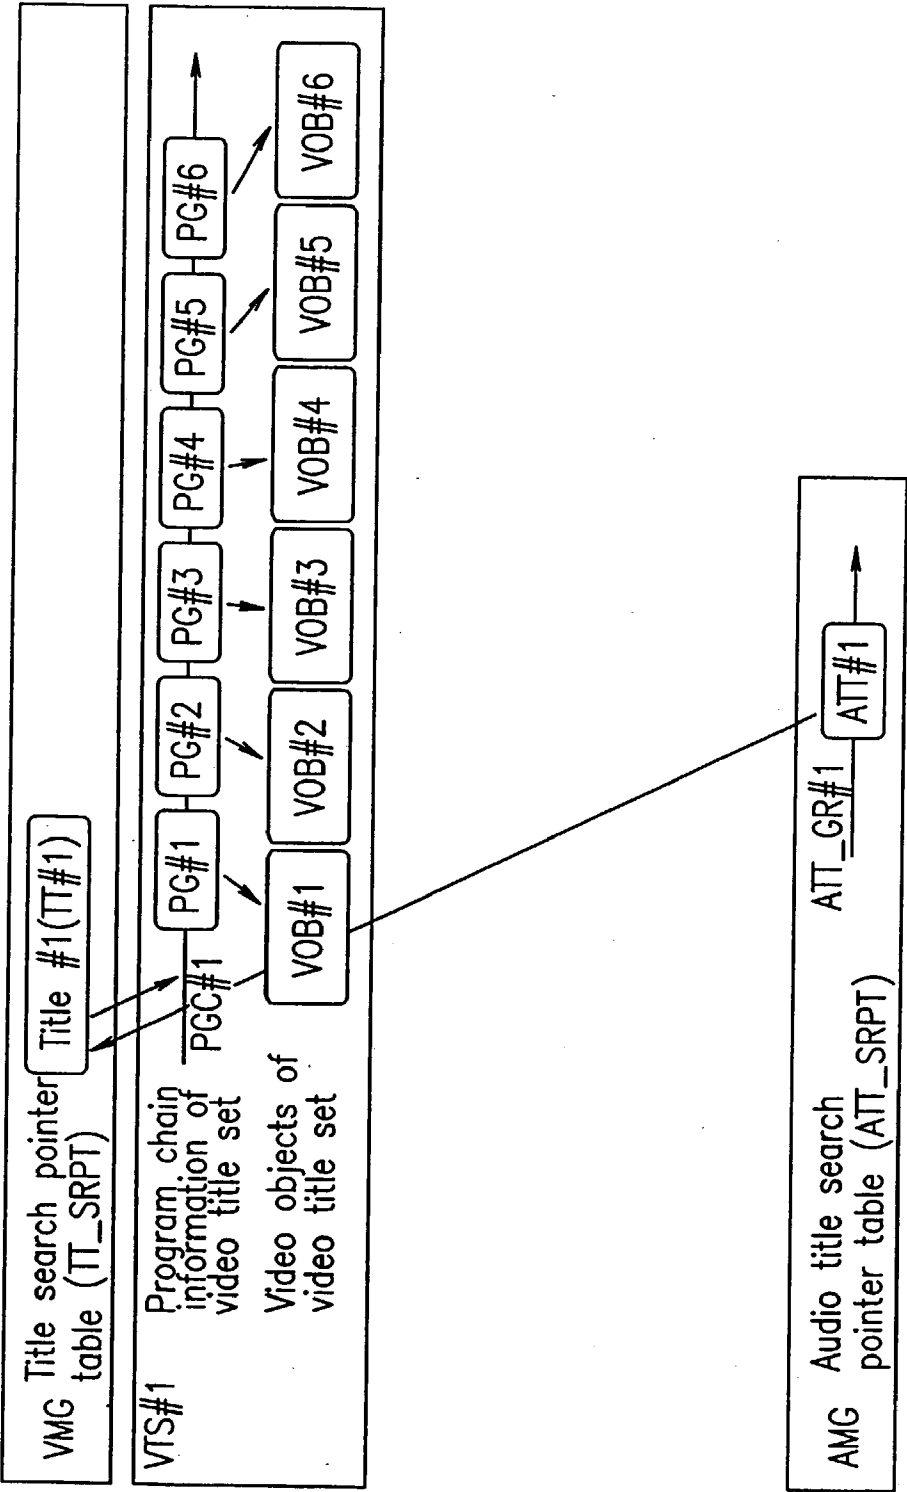 VMG
Title search pointer
table (TT_SRPT)
Title #1(TT#1)
VTS#1
Program chain
information of
video title set
PGC#1
PG#1
PG#2
PG#3
PG#4
PG#5
PG#6
Video objects of
video title set
VOB#1
VOB#2
VOB#3
VOB#4
VOB#5
VOB#6
AMG
Audio title search
pointer table (ATT_SRPT)
ATT_GR#1
ATT#1